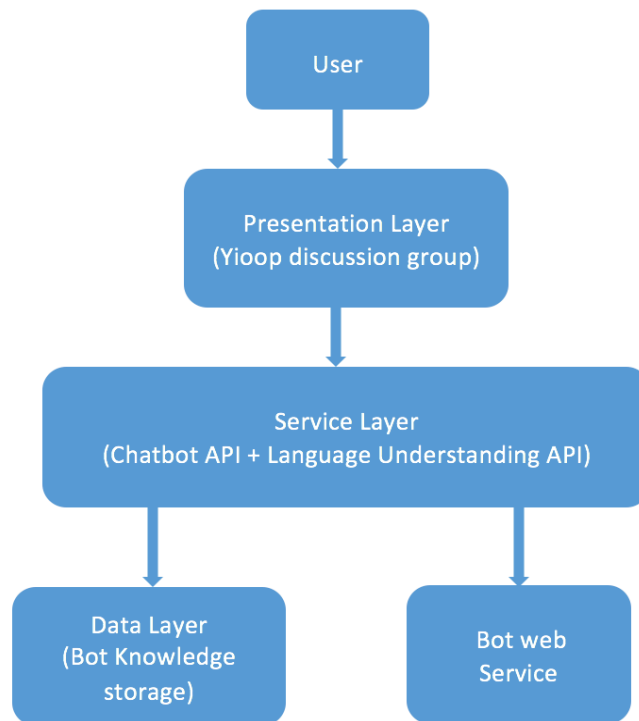 User
Presentation Layer
(Yioop discussion group)
Service Layer
(Chatbot API + Language Understanding API)
Data Layer
(Bot Knowledge
storage)
Bot web
Service